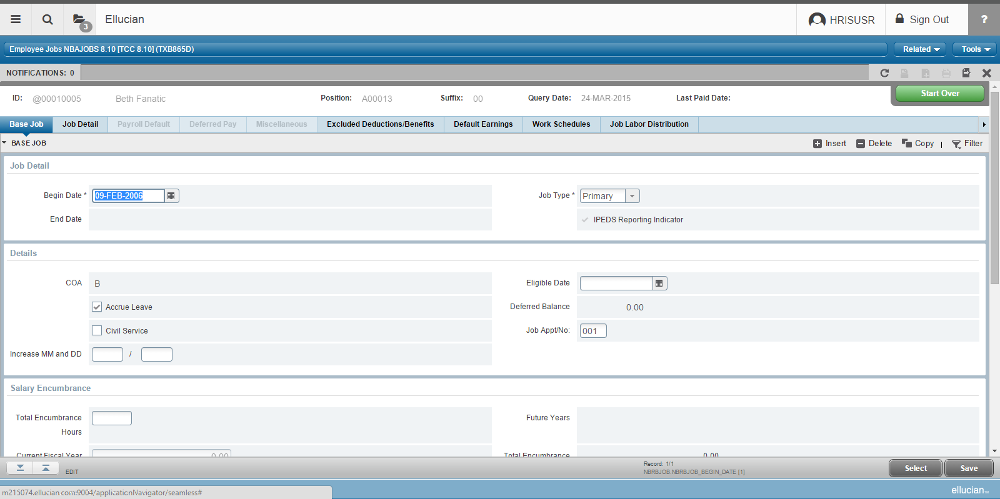 3
Ellucian
HRISUSR
Sign Out
?
Employee Jobs NBAJOBS 8.10 [TCC 8.10] (TXB865D)
Related
Tools
NOTIFICATIONS: 0
ID: @00010005 Beth Fanatic Position: A00013 Suffix: 00 Query Date: 24-MAR-2015 Last Paid Date:
Start Over
Base Job Job Detail Payroll Default Deferred Pay Miscellaneous Excluded Deductions/Benefits Default Earnings Work Schedules Job Labor Distribution
BASE JOB
Insert Delete Copy | Filter
Job Detail
Begin Date * 09-FEB-2006 Job Type * Primary
End Date IPEDS Reporting Indicator
Details
COA B Eligible Date
Accrue Leave Deferred Balance 0.00
Civil Service Job Appt/No: 001
Increase MM and DD /
Salary Encumbrance
Total Encumbrance Future Years
Hours
Current Fiscal Year 0.00 Total Encumbrance 0.00
EDIT
Record: 1/1
NBRBJOB.NBRBJOB_BEGIN_DATE [1]
Select Save
m215074.ellucian.com:9004/applicationNavigator/seamless#
ellucian™